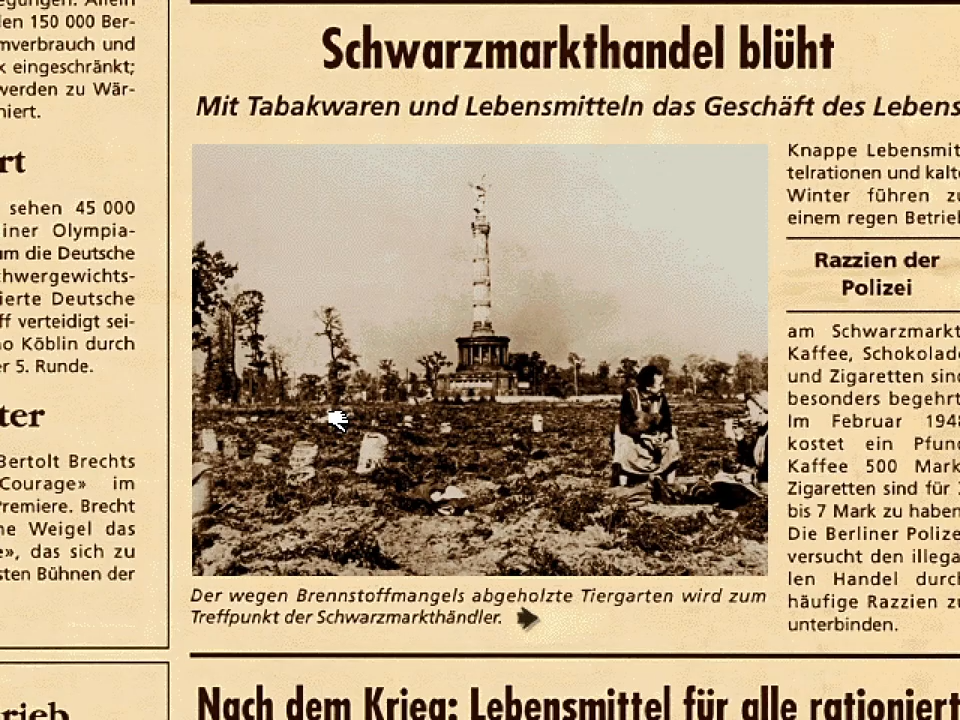 den 150 000 Ber-
mverbrauch und
eingeschränkt;
werden zu Wär-
niert.
rt
sehen 45 000
iner Olympia-
um die Deutsche
chwergewichts-
ierte Deutsche
ff verteidigt sei-
no Köblin durch
er 5. Runde.
ter
Bertolt Brechts
Courage» im
Premiere. Brecht
ne Weigel das
e», das sich zu
sten Bühnen der
rieb
Schwarzmarkthandel blüht
Mit Tabakwaren und Lebensmitteln das Geschäft des Lebens
Der wegen Brennstoffmangels abgeholzte Tiergarten wird zum
Treffpunkt der Schwarzmarkthändler.
Knappe Lebensmit
telrationen und kalte
Winter führen zu
einem regen Betrieb
Razzien der
Polizei
am Schwarzmarkt
Kaffee, Schokolade
und Zigaretten sind
besonders begehrt
Im Februar 1948
kostet ein Pfund
Kaffee 500 Mark
Zigaretten sind für
bis 7 Mark zu haben
Die Berliner Polize
versucht den illega
len Handel durch
häufige Razzien zu
unterbinden.
Nach dem Krieg: Lebensmittel für alle rationiert